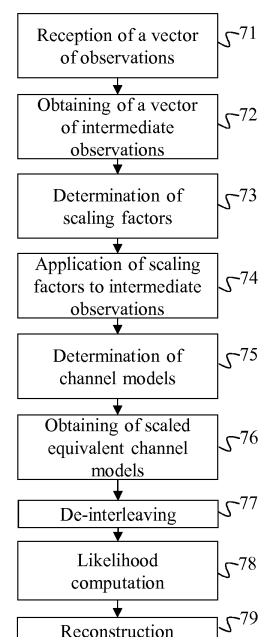 Reception of a vector
of observations
71
Obtaining of a vector
of intermediate
observations
72
Determination of
scaling factors
73
Application of scaling
factors to intermediate
observations
74
Determination of
channel models
75
Obtaining of scaled
equivalent channel
models
76
De-interleaving
77
Likelihood
computation
78
Reconstruction
79